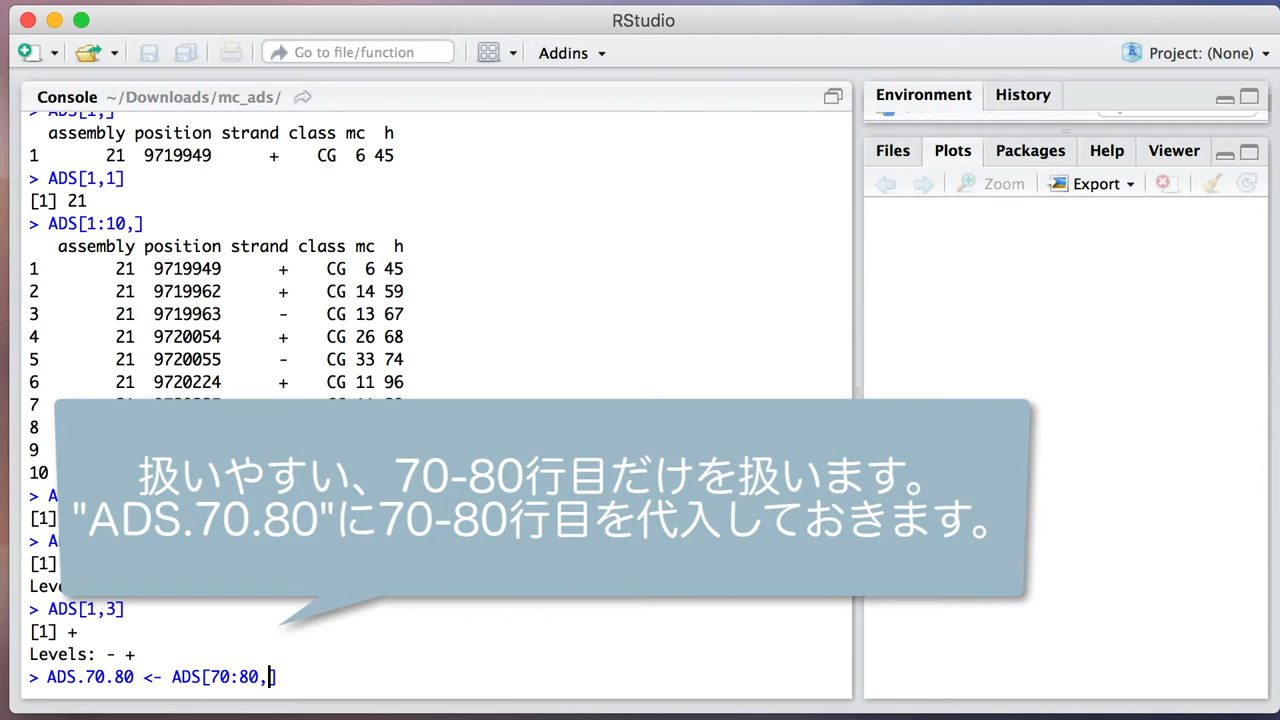 RStudio
Go to file/function
Addins
Project: (None)
Console ~/Downloads/mc_ads/
Environment History
> ADS[1,]
assembly position strand class mc h
1 21 9719949 + CG 6 45
> ADS[1,1]
[1] 21
> ADS[1:10,]
assembly position strand class mc h
1 21 9719949 + CG 6 45
2 21 9719962 + CG 14 59
3 21 9719963 - CG 13 67
4 21 9720054 + CG 26 68
5 21 9720055 - CG 33 74
6 21 9720224 + CG 11 96
7
8
9
10
> A
[1]
> A
[1]
Leve
扱いやすい、70-80行目だけを扱います。
"ADS.70.80"に70-80行目を代入しておきます。
> ADS[1,3]
[1] +
Levels: - +
> ADS.70.80 <- ADS[70:80,]
Files Plots Packages Help Viewer
Zoom Export